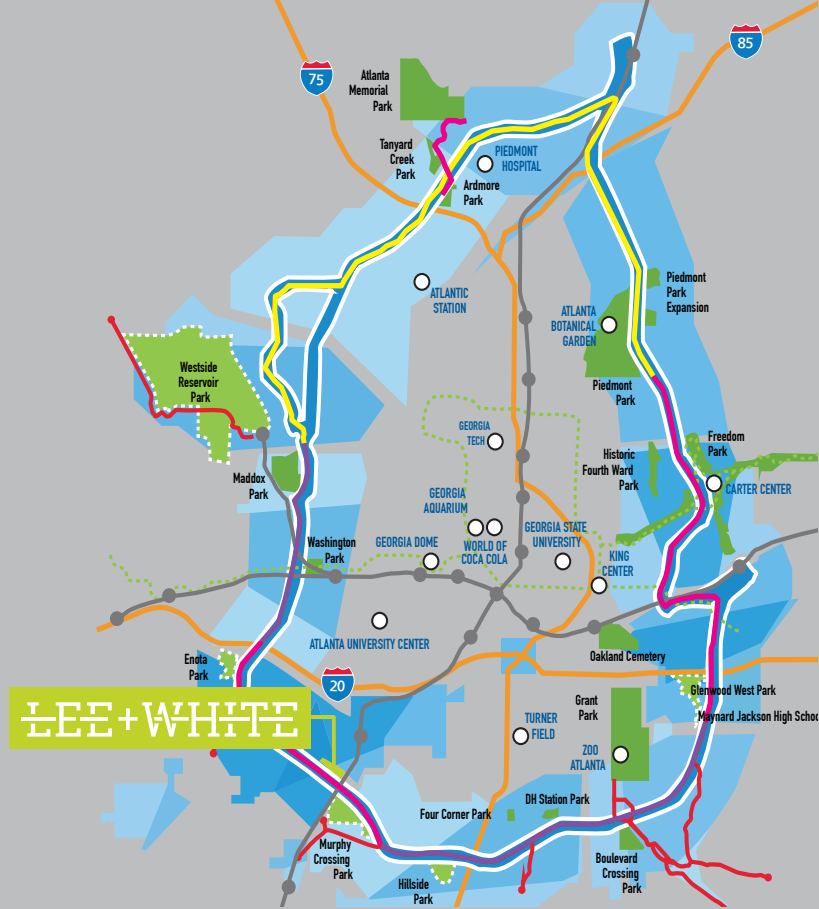 85
75
Atlanta
Memorial
Park
Tanyard
Creek
Park
PIEDMONT
HOSPITAL
Ardmore
Park
ATLANTIC
STATION
Piedmont
Park
Expansion
ATLANTA
BOTANICAL
GARDEN
Westside
Reservoir
Park
Piedmont
Park
GEORGIA
TECH
Freedom
Park
Historic
Fourth Ward
Park
Maddox
Park
CARTER CENTER
GEORGIA
AQUARIUM
Washington
Park
GEORGIA DOME
WORLD OF
COCA COLA
GEORGIA STATE
UNIVERSITY
KING
CENTER
ATLANTA UNIVERSITY CENTER
Oakland Cemetery
Enota
Park
20
LEE+WHITE
Glenwood West Park
Grant
Park
Maynard Jackson High Schoo
TURNER
FIELD
ZOO
ATLANTA
DH Station Park
Four Corner Park
Murphy
Crossing
Park
Boulevard
Crossing
Park
Hillside
Park